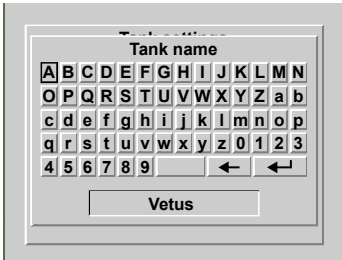 Tank settings
Tank name
A B C D E F G H I J K L M N
O P Q R S T U V W X Y Z a b
c d e f g h i j k l m n o p
q r s t u v w x y z 0 1 2 3
4 5 6 7 8 9 ← ↵
Vetus